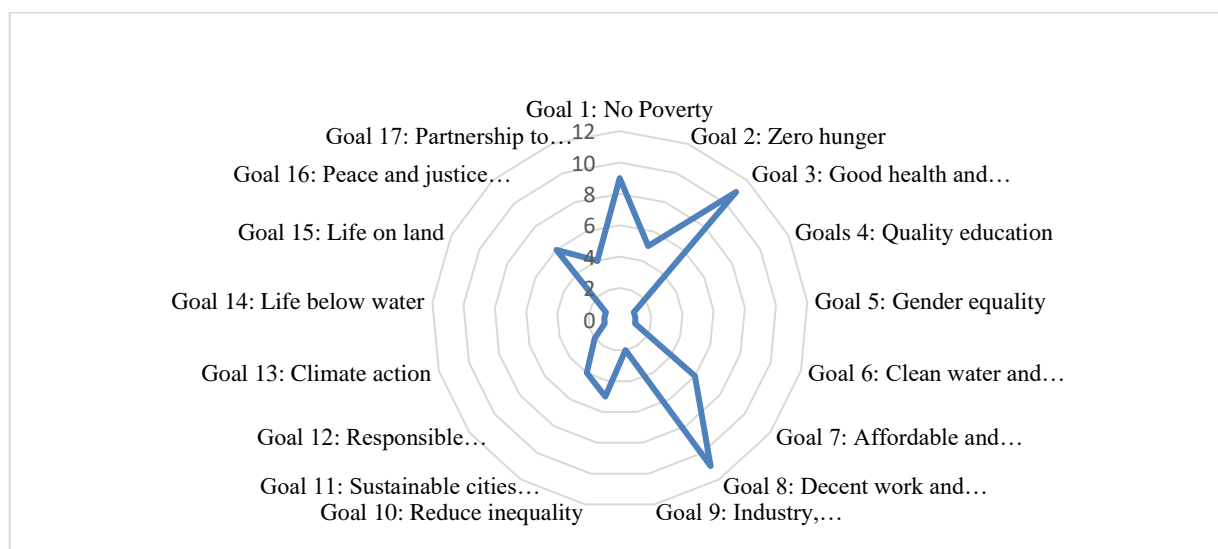 Goal 1: No Poverty
Goal 2: Zero hunger
Goal 3: Good health and…
Goals 4: Quality education
Goal 5: Gender equality
Goal 6: Clean water and…
Goal 7: Affordable and…
Goal 8: Decent work and…
Goal 9: Industry,…
Goal 10: Reduce inequality
Goal 11: Sustainable cities…
Goal 12: Responsible…
Goal 13: Climate action
Goal 14: Life below water
Goal 15: Life on land
Goal 16: Peace and justice…
Goal 17: Partnership to…
12
10
8
6
4
2
0